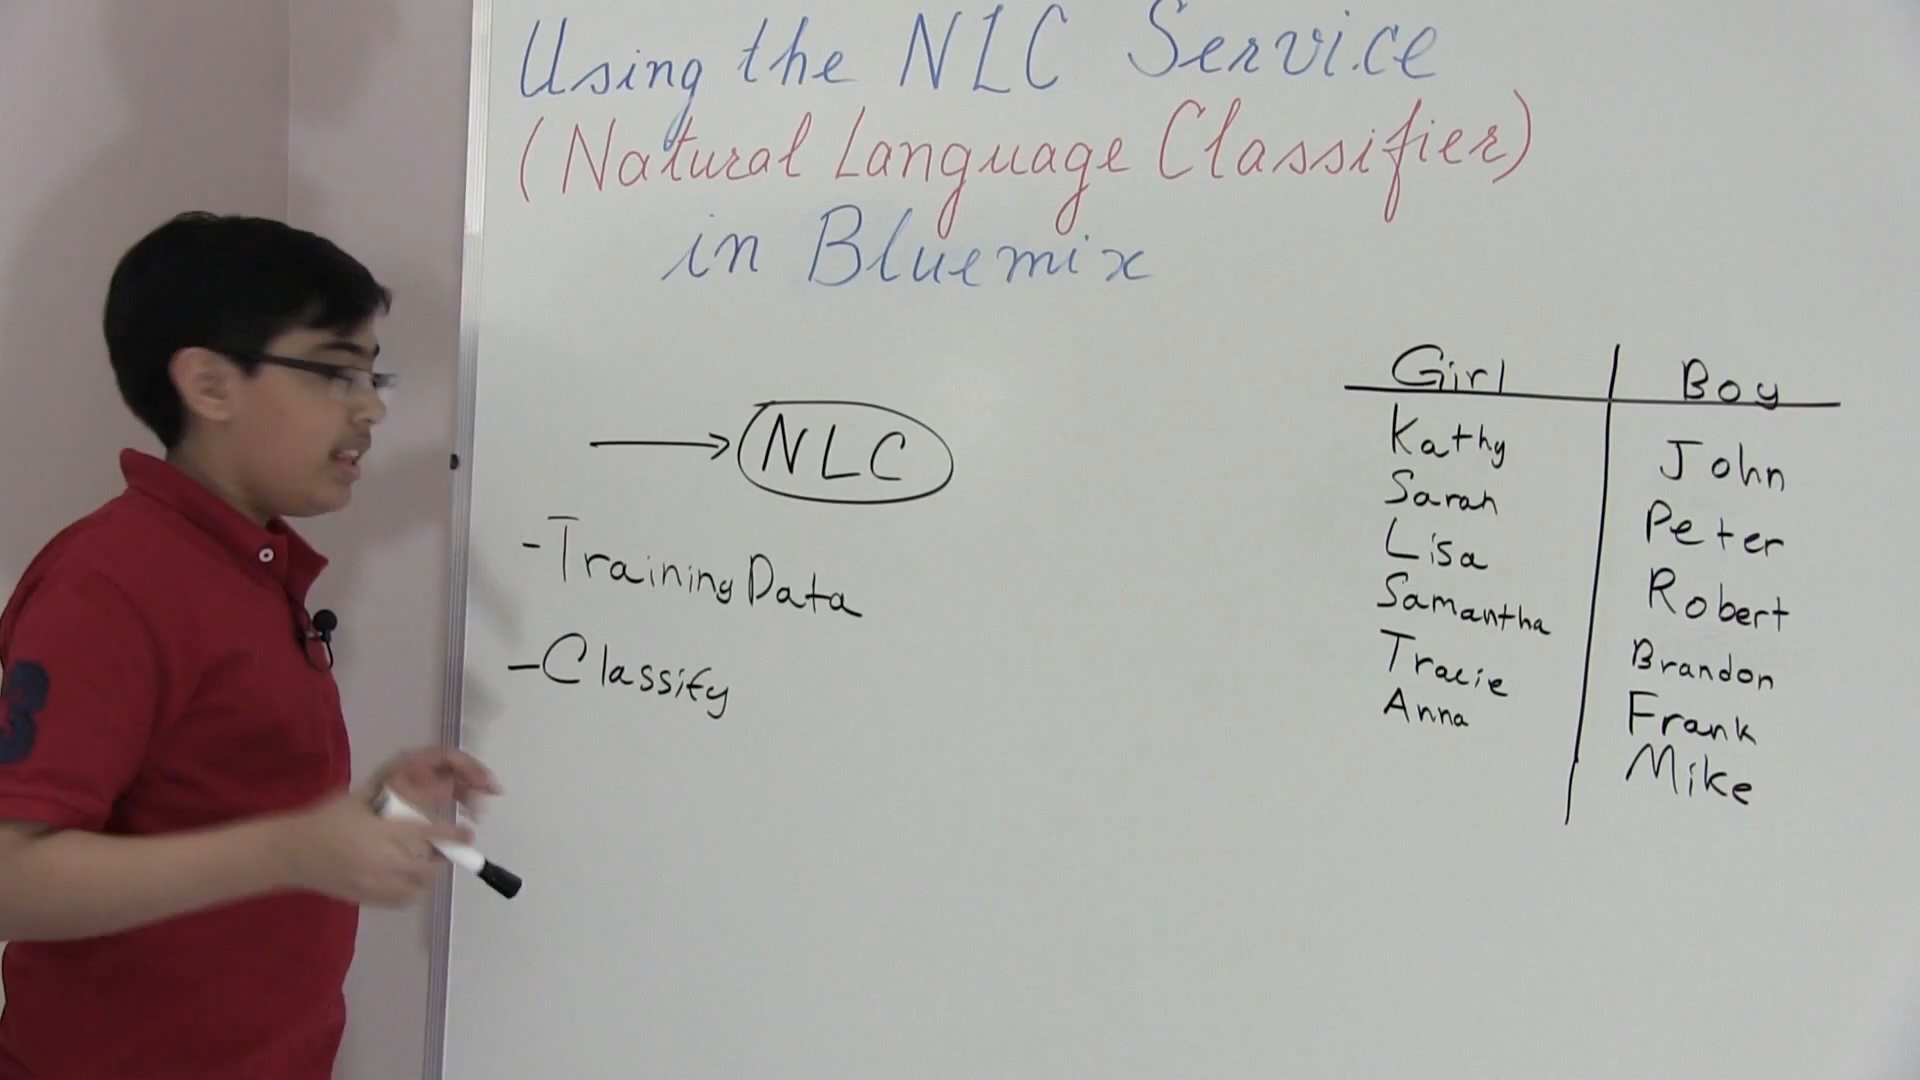 Using the NLC Service
(Natural Language Classifier)
in Bluemix
NLC
-Training Data
-Classify
Girl Boy
Kathy John
Sarah Peter
Lisa Robert
Samantha Brandon
Tracie Frank
Anna Mike
3